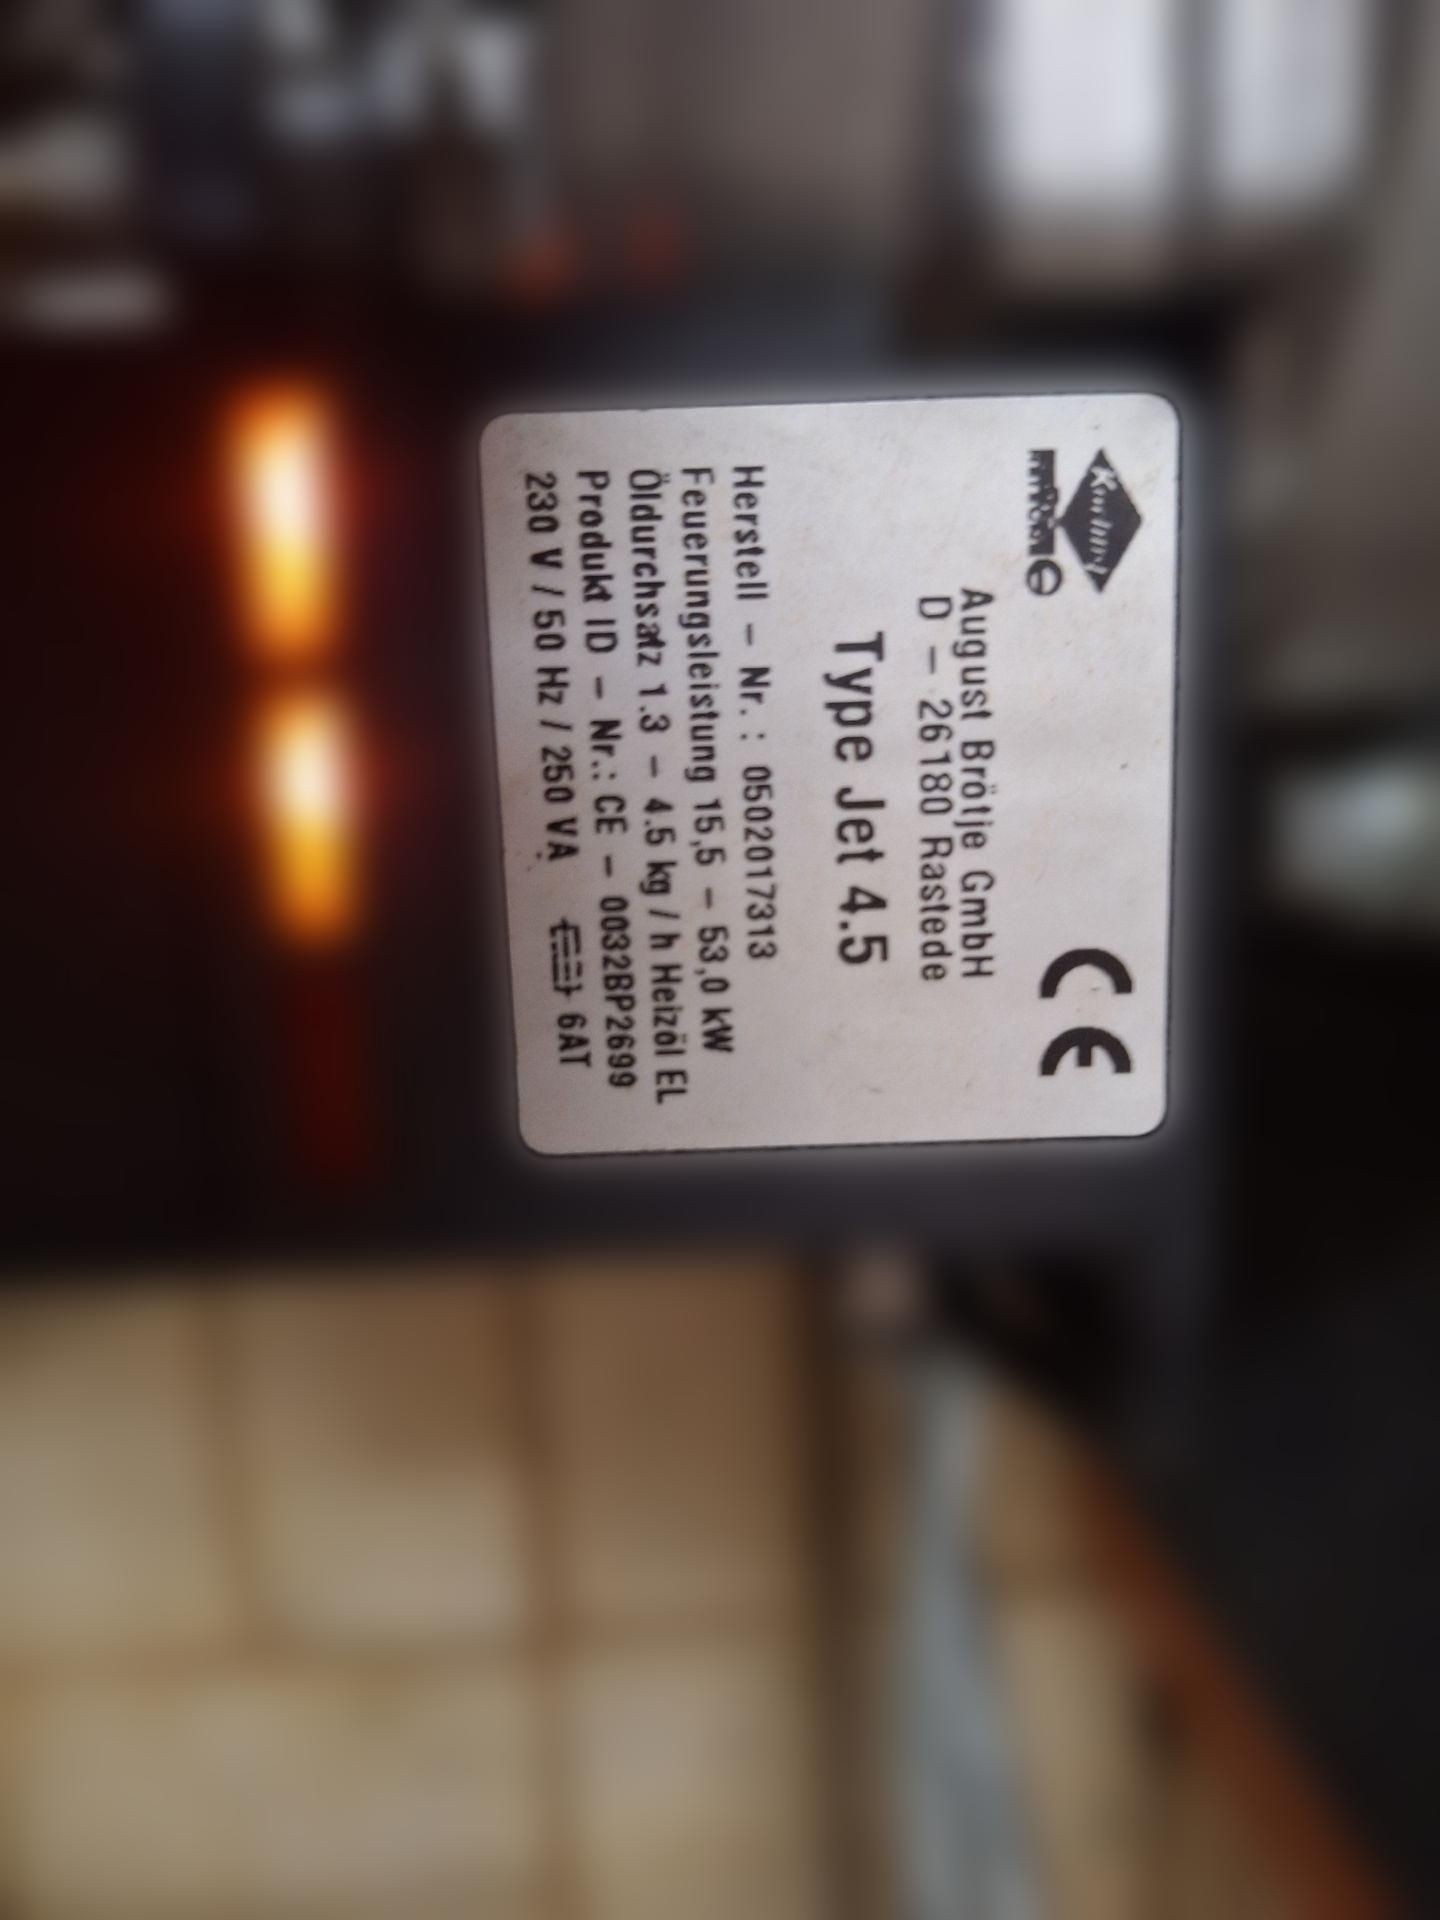 Körting
CE
August Brötje GmbH
D – 26180 Rastede
Type Jet 4.5
Herstell – Nr. : 0502017313
Feuerungsleistung 15,5 – 53,0 kW
Öldurchsatz 1.3 – 4.5 kg / h Heizöl EL
Produkt ID – Nr.: CE – 0032BP2699
230 V / 50 Hz / 250 VA 6AT